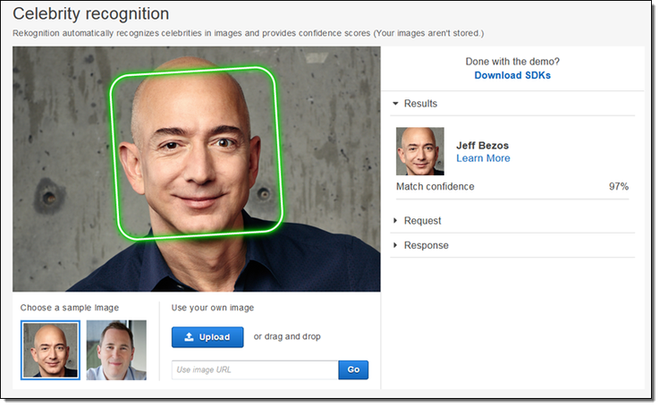 Celebrity recognition
Rekognition automatically recognizes celebrities in images and provides confidence scores (Your images aren't stored.)
Done with the demo?
Download SDKs
Results
Jeff Bezos
Learn More
Match confidence 97%
Request
Response
Choose a sample Image
Use your own image
Upload or drag and drop
Use image URL
Go